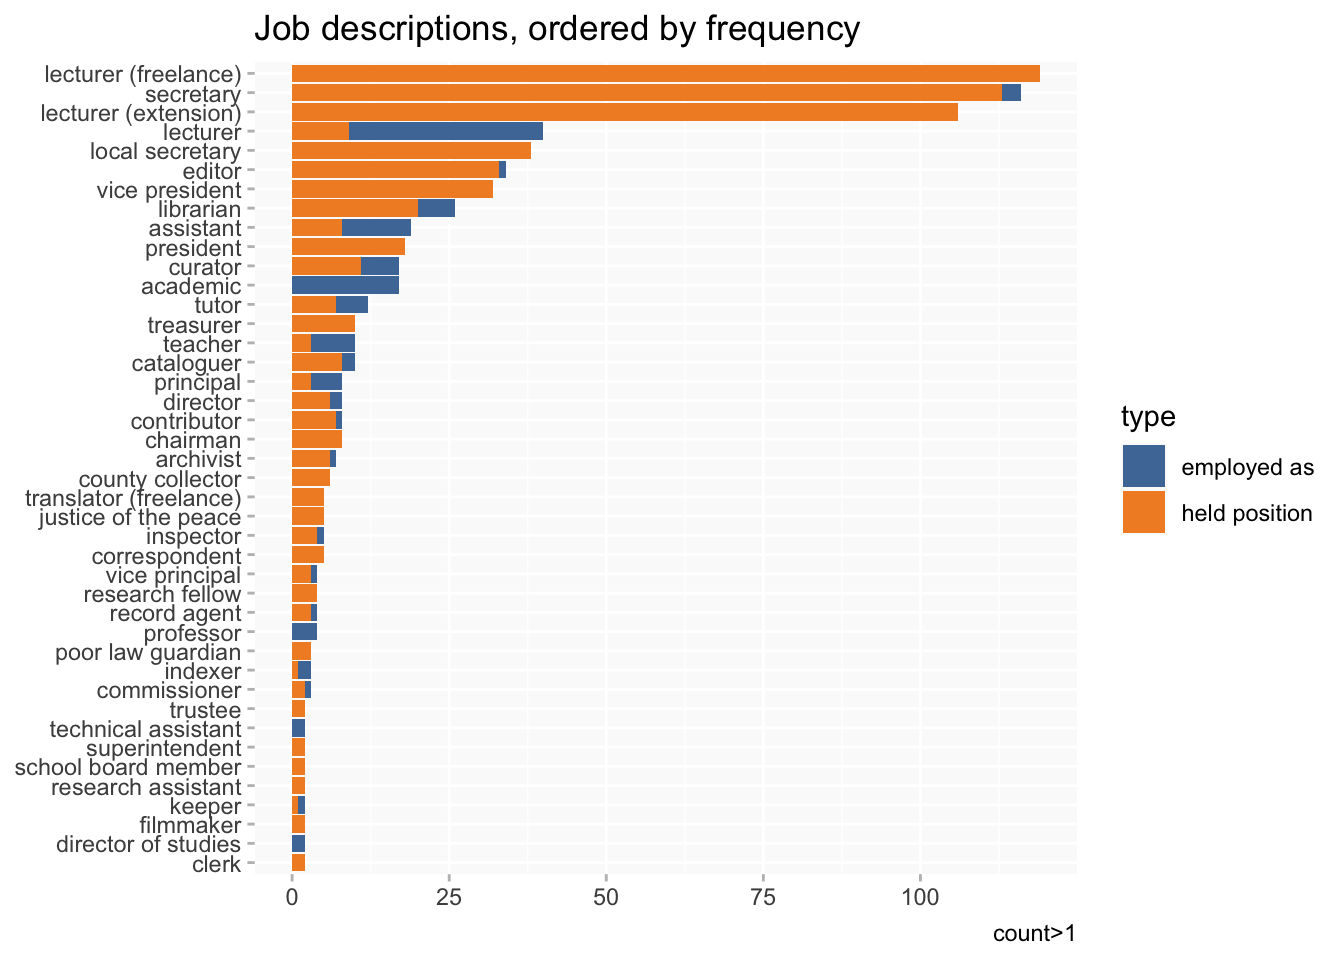 Job descriptions, ordered by frequency
lecturer (freelance)
secretary
lecturer (extension)
lecturer
local secretary
editor
vice president
librarian
assistant
president
curator
academic
tutor
treasurer
teacher
cataloguer
principal
director
contributor
chairman
archivist
county collector
translator (freelance)
justice of the peace
inspector
correspondent
vice principal
research fellow
record agent
professor
poor law guardian
indexer
commissioner
trustee
technical assistant
superintendent
school board member
research assistant
keeper
filmmaker
director of studies
clerk
0 25 50 75 100
count>1
type
employed as
held position